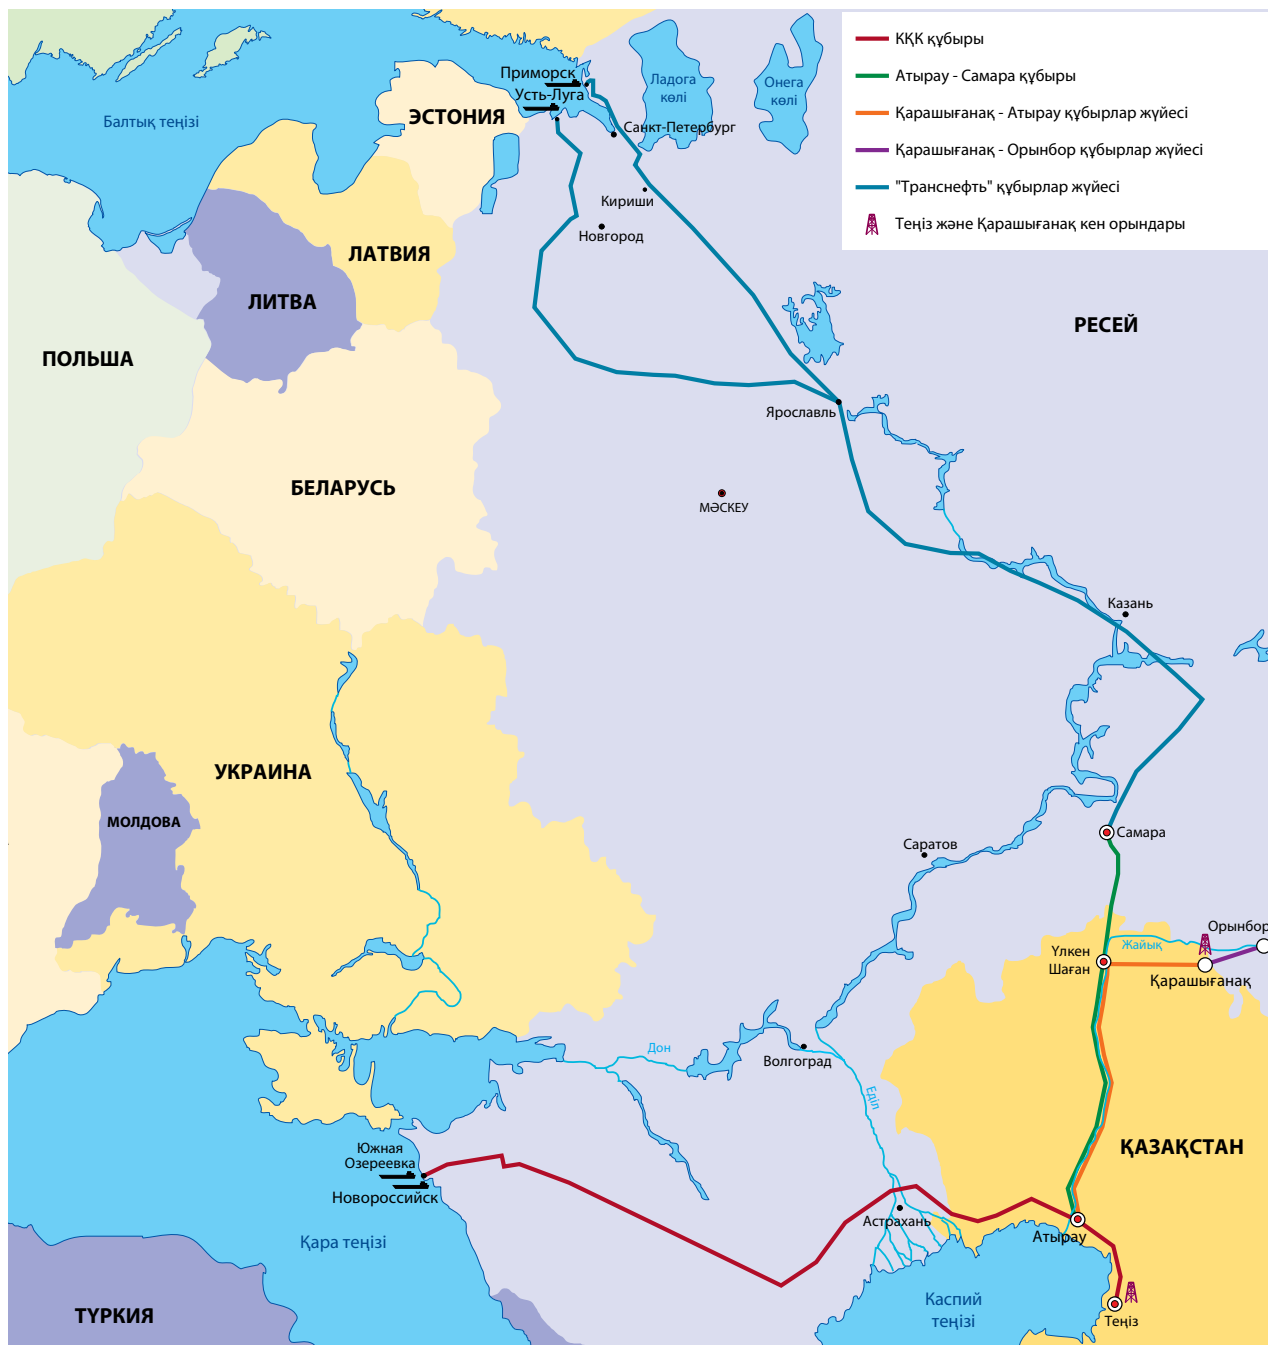 КҚК құбыры
Атырау - Самара құбыры
Қарашығанақ - Атырау құбырлар жүйесі
Қарашығанақ - Орынбор құбырлар жүйесі
"Транснефть" құбырлар жүйесі
Теңіз және Қарашығанақ кен орындары
Приморск
Усть-Луга
Ладога
көлі
Онега
көлі
Балтық теңізі
ЭСТОНИЯ
Санкт-Петербург
Кириши
Новгород
ЛАТВИЯ
ЛИТВА
РЕСЕЙ
ПОЛЬША
Ярославль
БЕЛАРУСЬ
МӘСКЕУ
Казань
УКРАИНА
МОЛДОВА
Самара
Саратов
Орынбор
Жайық
Үлкен
Шаған
Қарашығанақ
Дон
Волгоград
Еділ
Южная
Озереевка
Новороссийск
ҚАЗАҚСТАН
Астрахань
Атырау
Қара теңізі
Каспий
теңізі
Теңіз
ТҮРКИЯ